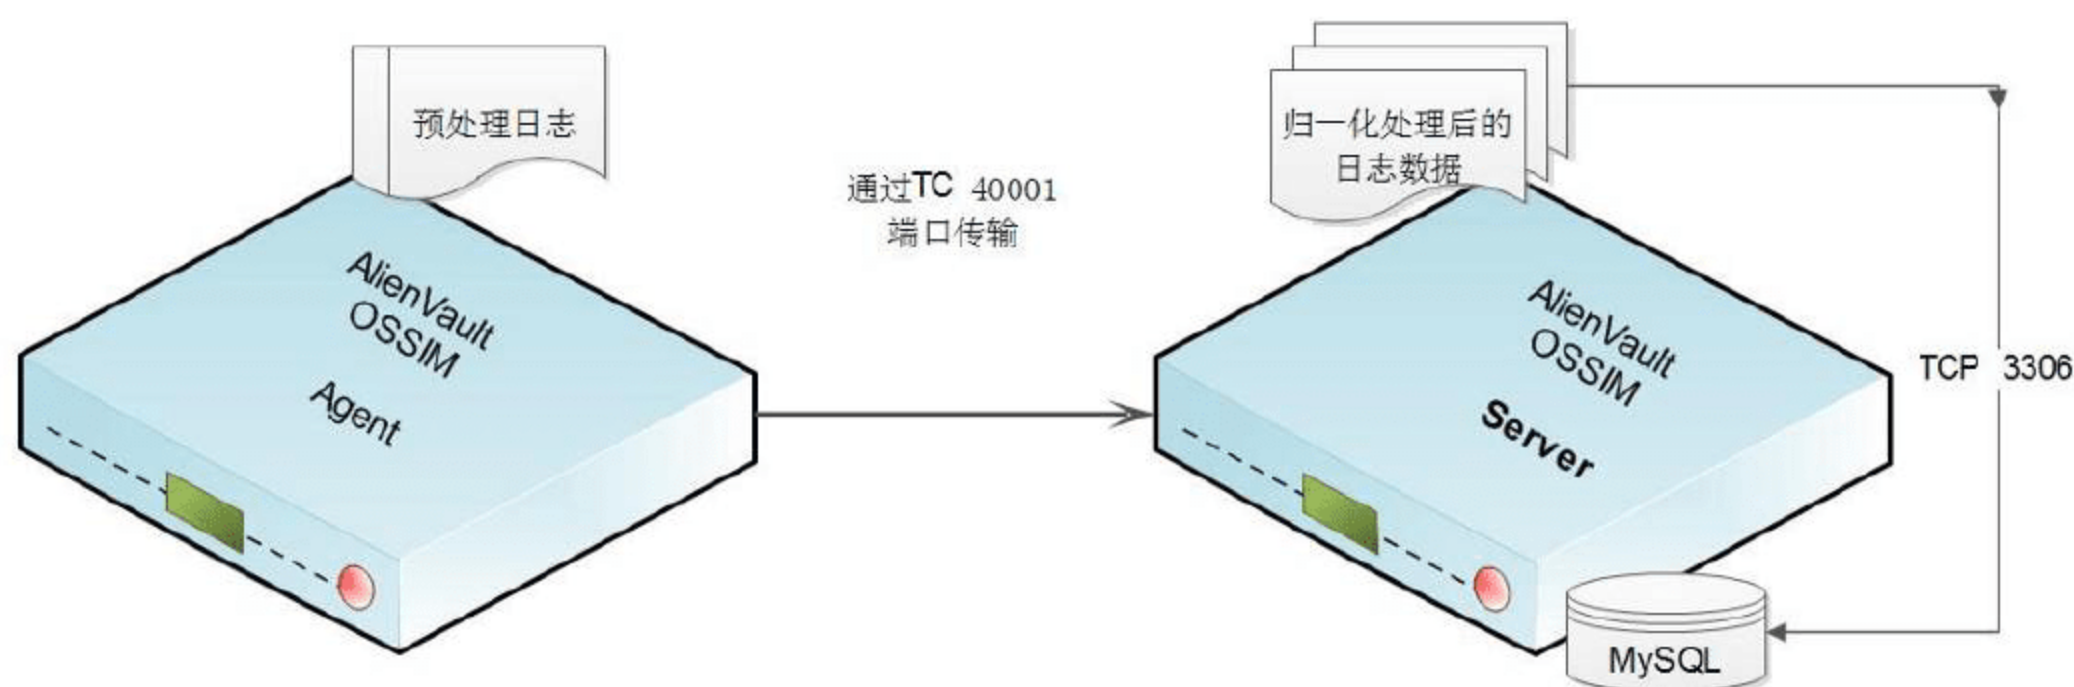 预处理日志
归一化处理后的
日志数据
通过TC 40001
端口传输
AlienVault
OSSIM
Agent
AlienVault
OSSIM
Server
TCP 3306
MySQL